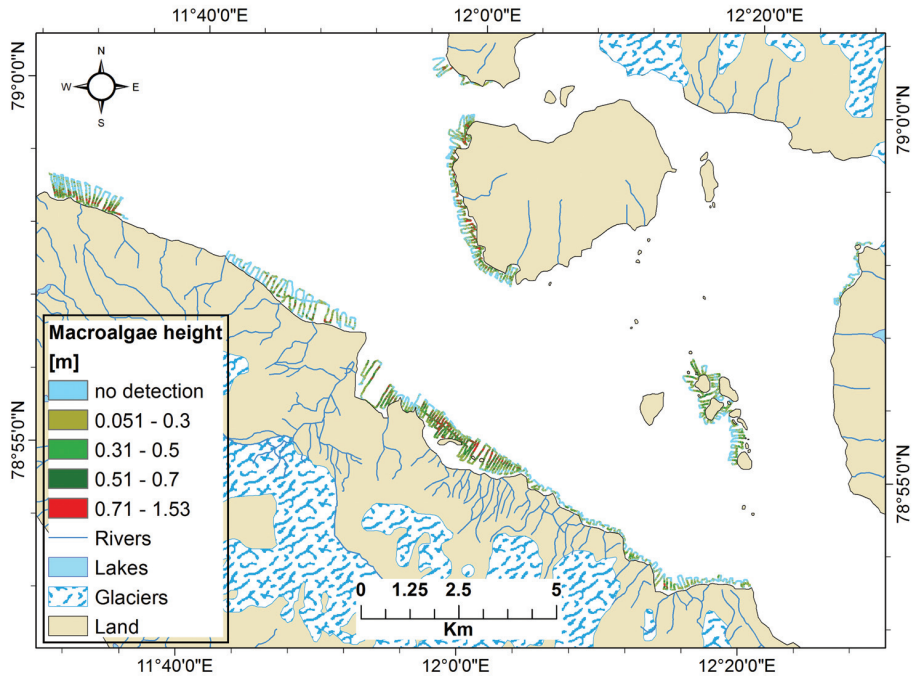 11°40'0"E
12°0'0"E
12°20'0"E
79°0'0"N
N
W
E
S
79°0'0"N
Macroalgae height
[m]
no detection
0.051 - 0.3
0.31 - 0.5
0.51 - 0.7
0.71 - 1.53
Rivers
Lakes
Glaciers
Land
78°55'0"N
78°55'0"N
0
1.25
2.5
5
Km
11°40'0"E
12°0'0"E
12°20'0"E